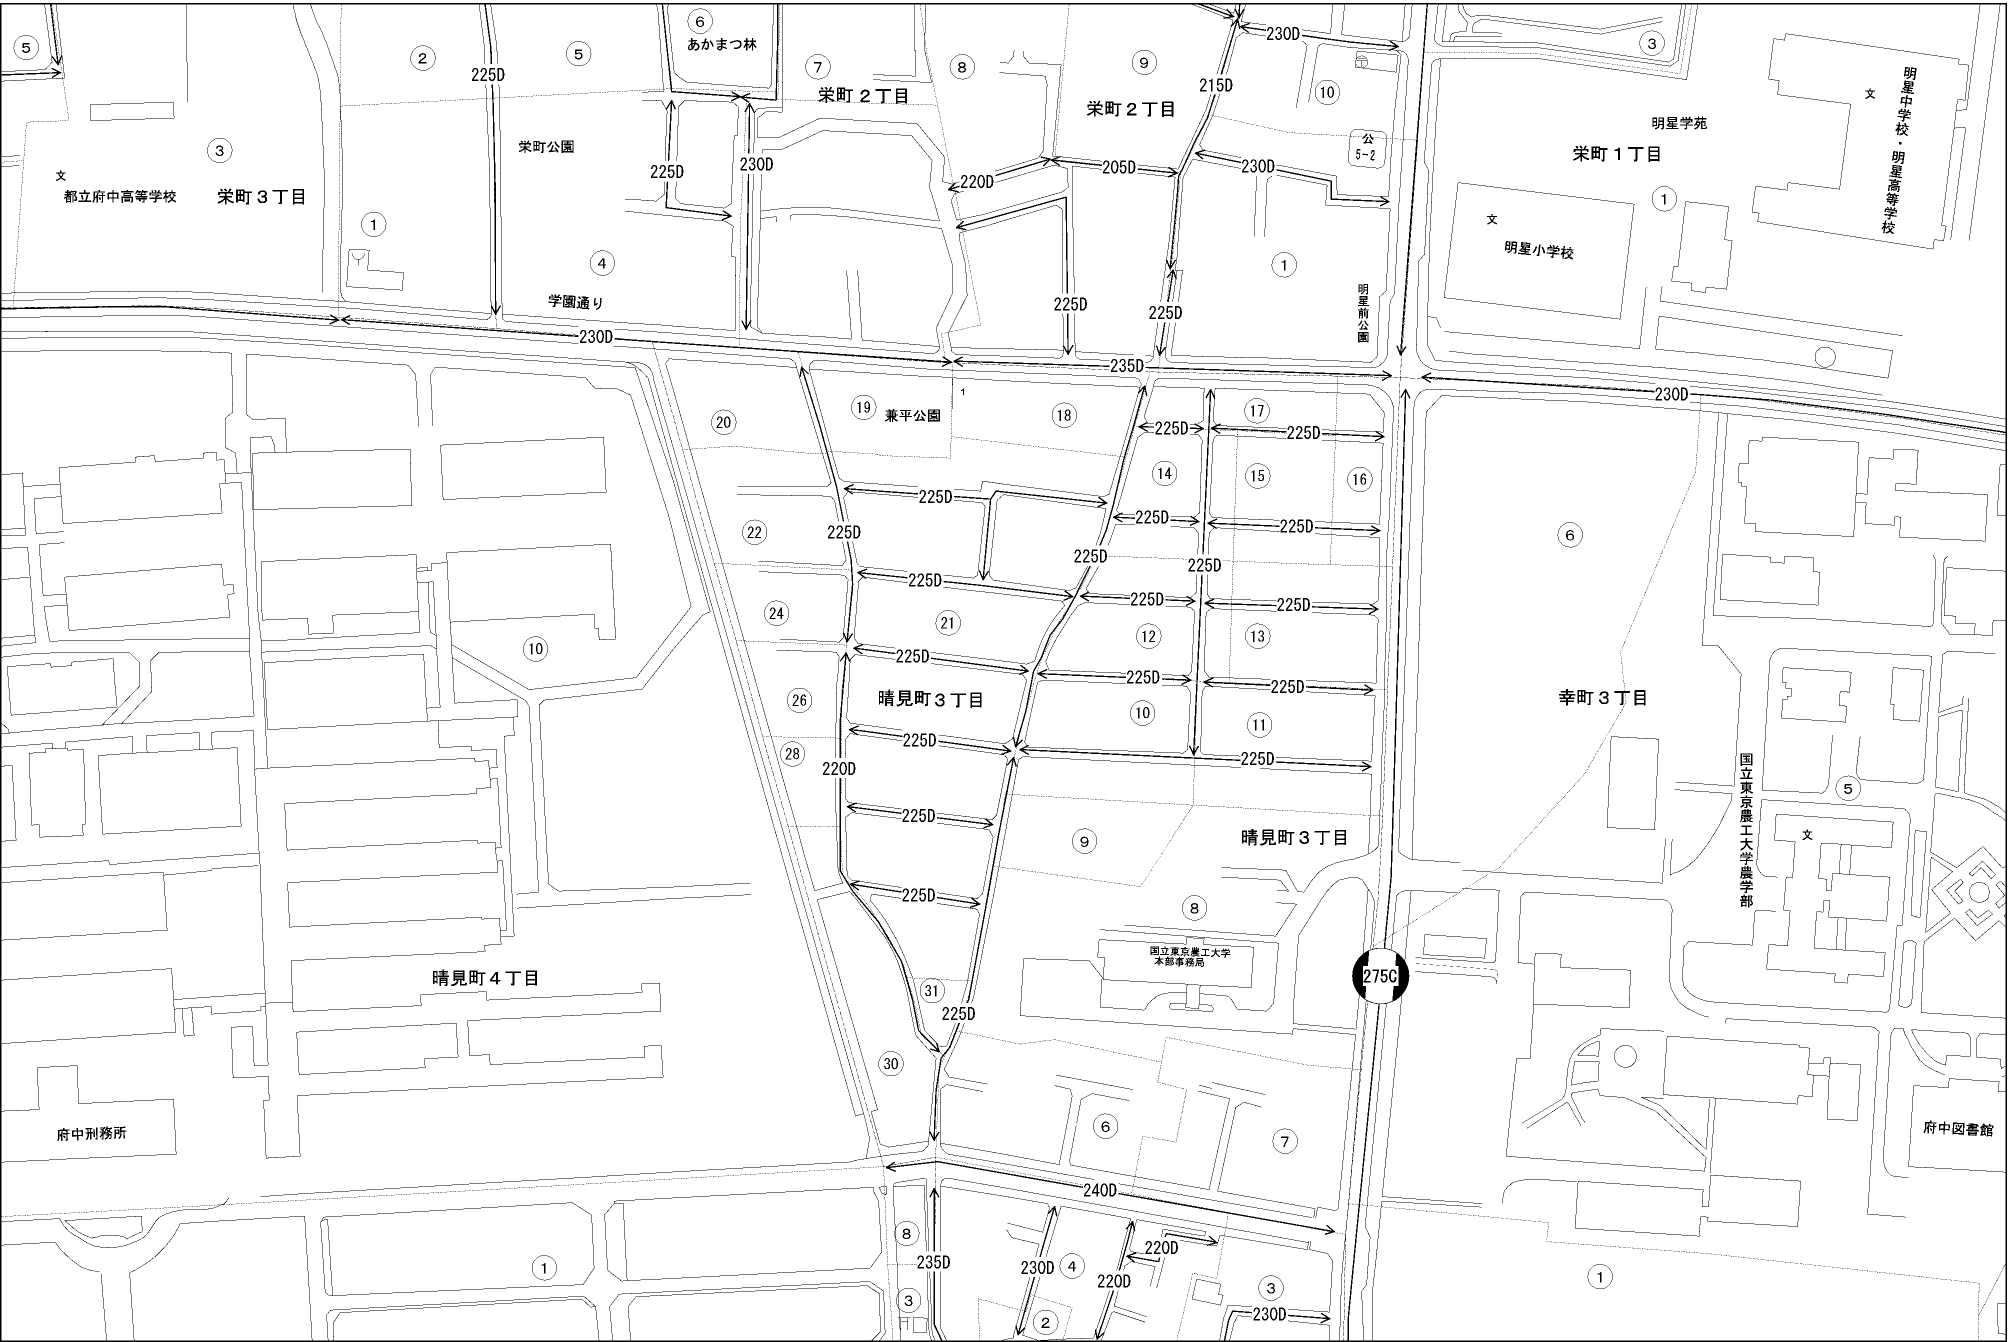 ⑤
②
⑤
⑥
あかまつ林
⑦
⑧
⑨
230D
③
225D
栄町2丁目
栄町2丁目
215D
⑩
明星中学校・明星高等学校
文
公
5-2
明星学苑
栄町1丁目
③
栄町公園
文
都立府中高等学校
栄町3丁目
225D
230D
220D
205D
230D
①
①
文
明星小学校
④
①
学園通り
225D
225D
明星前公園
230D
235D
230D
1
⑳
⑲
兼平公園
⑱
⑰
225D
225D
⑭
⑮
⑯
225D
225D
225D
㉒
225D
225D
225D
225D
⑥
225D
225D
225D
㉔
㉑
⑫
⑬
⑩
225D
225D
225D
㉖
晴見町3丁目
⑩
⑪
幸町3丁目
225D
㉘
220D
225D
国立東京農工大学農学部
⑤
225D
⑨
晴見町3丁目
文
225D
⑧
国立東京農工大学
本部事務局
晴見町4丁目
275C
㉛
225D
㉚
府中刑務所
⑥
⑦
府中図書館
240D
⑧
235D
①
230D
④
220D
220D
③
①
③
②
230D